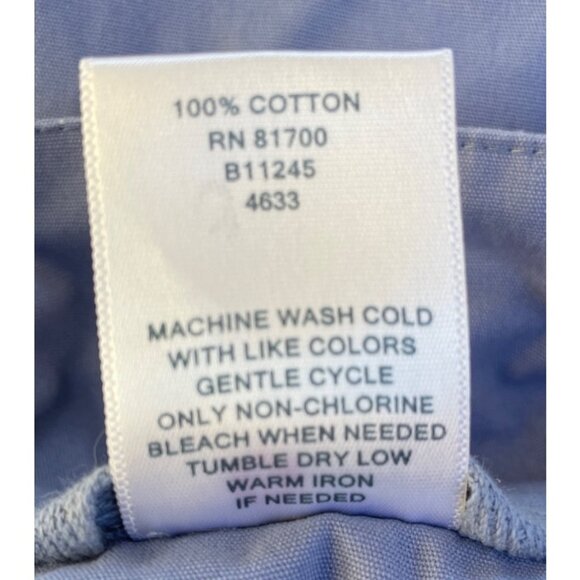 100% COTTON
RN 81700
B11245
4633
MACHINE WASH COLD
WITH LIKE COLORS
GENTLE CYCLE
ONLY NON-CHLORINE
BLEACH WHEN NEEDED
TUMBLE DRY LOW
WARM IRON
IF NEEDED